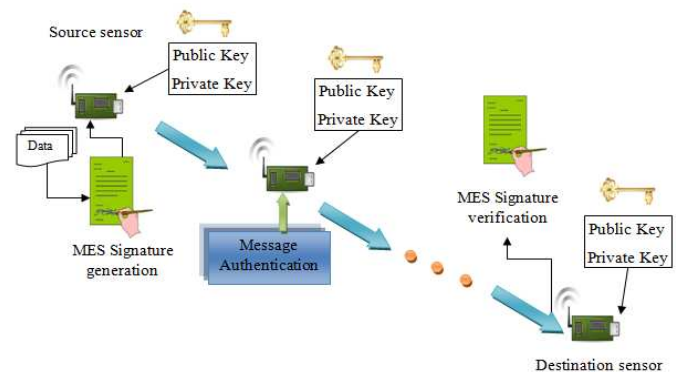 Source sensor
Public Key
Private Key
Public Key
Private Key
Data
MES Signature
generation
Message
Authentication
MES Signature
verification
Public Key
Private Key
Destination sensor